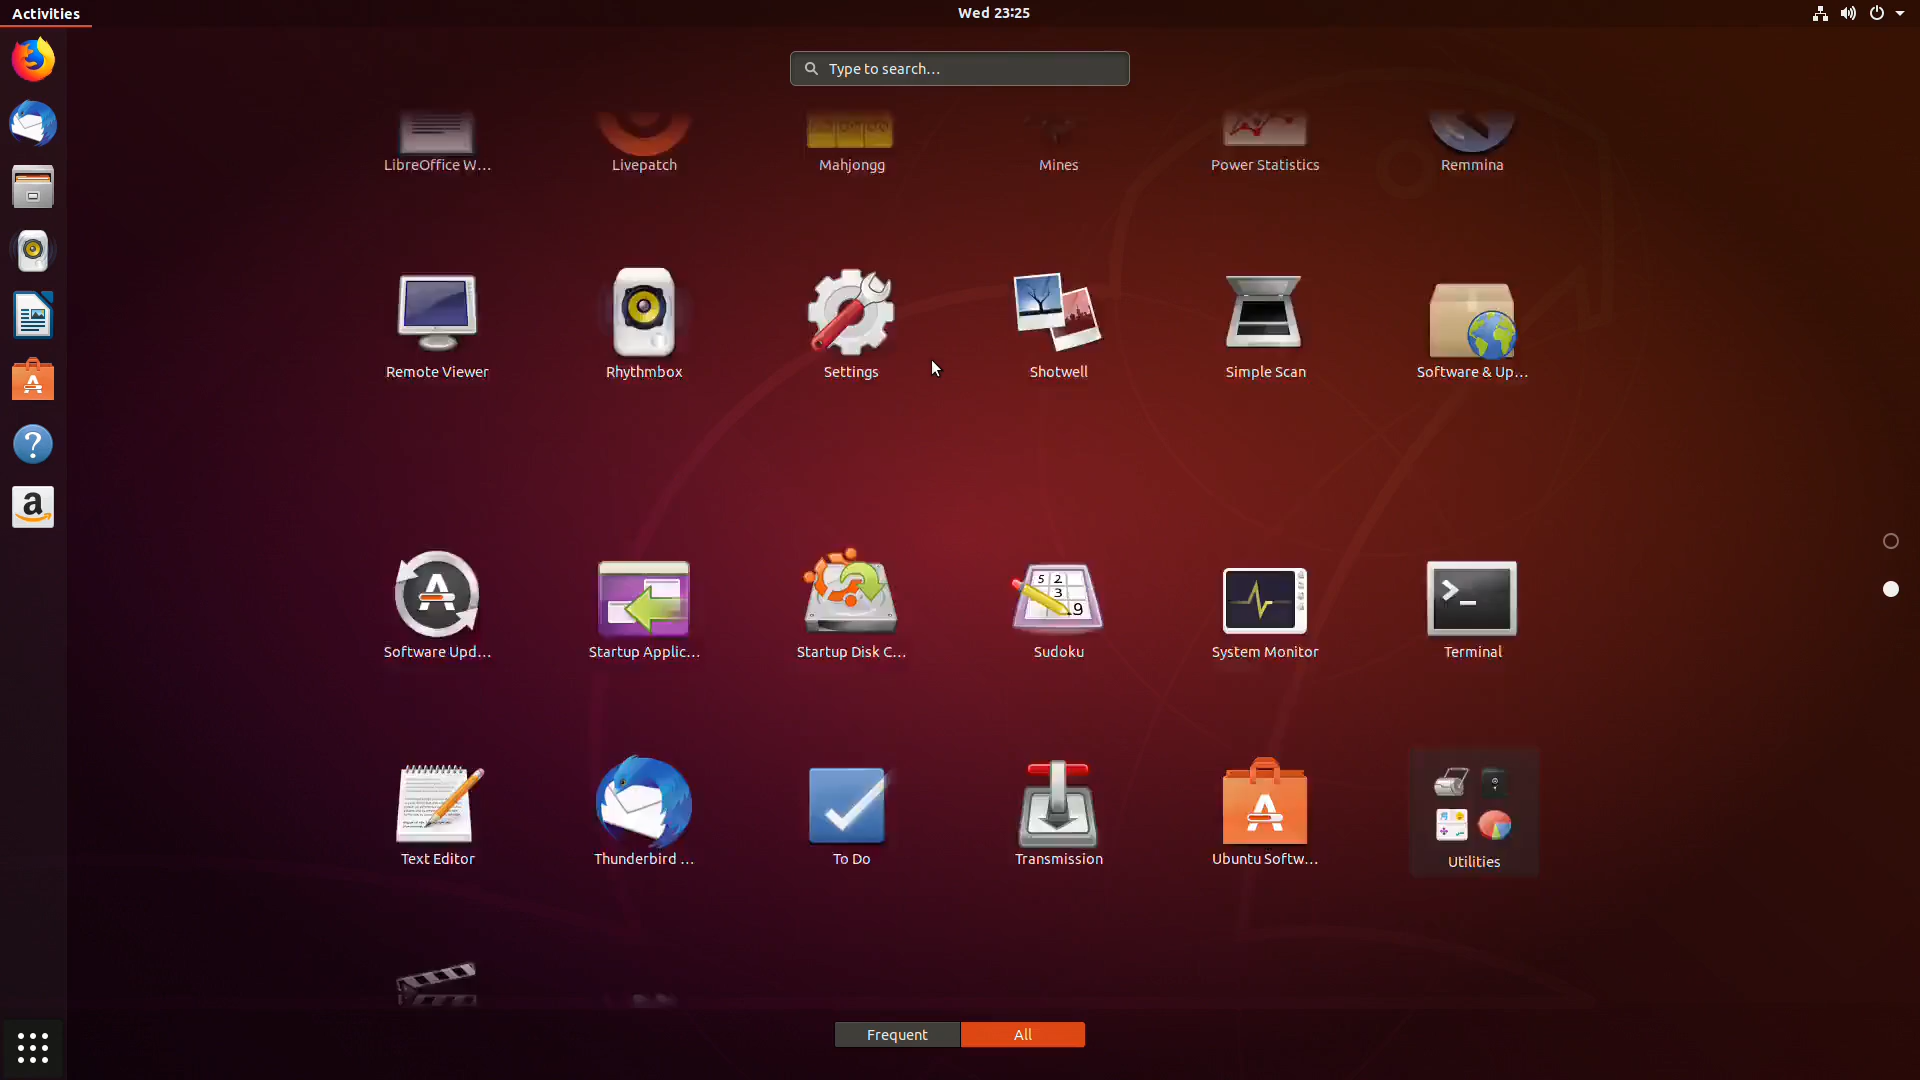 Activities
Wed 23:25
Type to search...
LibreOffice W...
Livepatch
Mahjongg
Mines
Power Statistics
Remmina
Remote Viewer
Rhythmbox
Settings
Shotwell
Simple Scan
Software & Up...
Software Upd...
Startup Applic...
Startup Disk C...
Sudoku
System Monitor
Terminal
Text Editor
Thunderbird ...
To Do
Transmission
Ubuntu Softw...
Utilities
Frequent
All